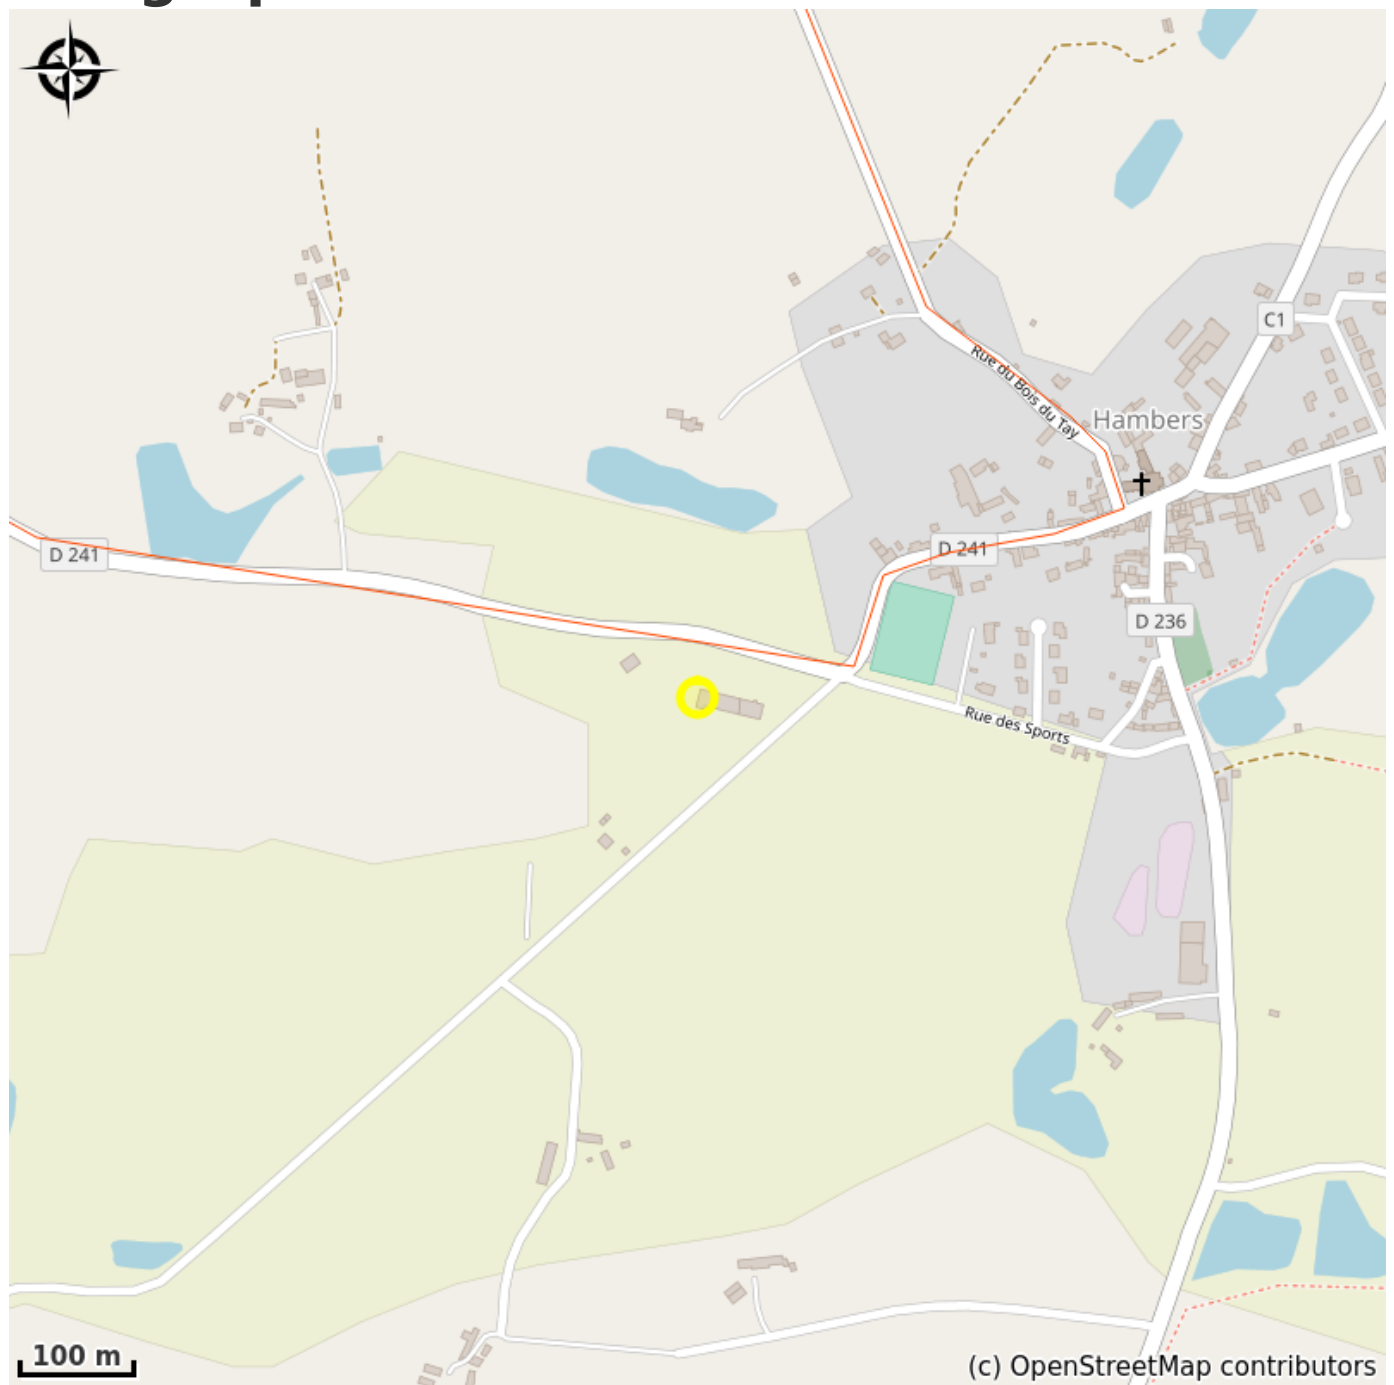 C1
Rue du Bois du Tay
Hambers
D 241
D 241
D 236
Rue des Sports
100 m
(c) OpenStreetMap contributors